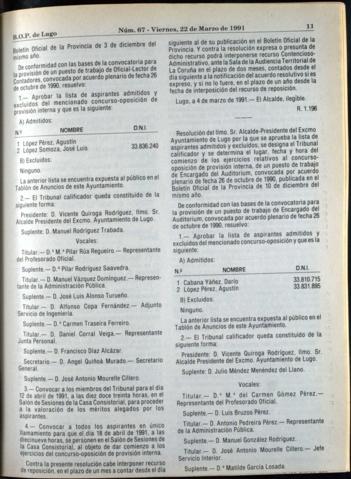 B.O.P. de Lugo
Núm. 67 - Viernes, 22 de Marzo de 1991
13
Boletín Oficial de la Provincia de 3 de diciembre del
mismo año.
De conformidad con las bases de la convocatoria para
la provisión de un puesto de trabajo de Oficial-Lector de
Contadores, convocada por acuerdo plenario de fecha 26
de octubre de 1990, resuelvo:
1.— Aprobar la lista de aspirantes admitidos y
excluidos del mencionado concurso-oposición de
provisión interna y que es la siguiente:
A) Admitidos:
N.º NOMBRE D.N.I.
1 López Pérez, Agustín
2 López Somoza, José Luis 33.836.240
B) Excluidos:
Ninguno.
La anterior lista se encuentra expuesta al público en el
Tablón de Anuncios de este Ayuntamiento.
2.— El Tribunal calificador queda constituido de la
siguiente forma:
Presidente: D. Vicente Quiroga Rodríguez, Ilmo. Sr.
Alcalde Presidente del Excmo. Ayuntamiento de Lugo.
Suplente: D. Manuel Rodríguez Trabada.
Vocales:
Titular.— D.ª M.ª Pilar Rúa Regueiro.— Representante
del Profesorado Oficial.
Suplente.— D.ª Pilar Rodríguez Saavedra.
Titular.— D. Manuel Vázquez Domínguez.— Represen-
tante de la Administración Pública.
Suplente.— D. José Luis Alonso Turueño.
Titular.— D. Alfonso Copa Fernández.— Adjunto
Servicio de Ingeniería.
Suplente.— D.ª Carmen Traseira Ferreiro.
Titular.— D. Daniel Corral Veiga.— Representante
Junta Personal.
Suplente.— D. Francisco Díaz Alcázar.
Secretario.— D. Angel Quiñoá Murado.— Secretario
General.
Suplente.— D. José Antonio Mourelle Cillero.
3.— Convocar a los miembros del Tribunal para el día
12 de abril de 1991, a las diez doce treinta horas, en el
Salón de Sesiones de la Casa Consistorial, para proceder
a la valoración de los méritos alegados por los
aspirantes.
4.— Convocar a todos los aspirantes en único
llamamiento para que el día 18 de abril de 1991, a las
diecinueve horas, se personen en el Salón de Sesiones de
la Casa Consistorial, al objeto de dar comienzo a los
ejercicios del concurso-oposición de provisión interna.
Contra la presente resolución cabe interponer recurso
de reposición, en el plazo de un mes a contar desde el día
siguiente al de su publicación en el Boletín Oficial de la
Provincia. Y contra la resolución expresa o presunta de
dicho recurso podrá interponerse recurso Contencioso-
Administrativo, ante la Sala de la Audiencia Territorial de
La Coruña en el plazo de dos meses, contados desde el
día siguiente a la notificación del acuerdo resolutivo si es
expreso, y si no lo fuere, en el plazo de un año desde la
fecha de interposición del recurso de reposición.
Lugo, a 4 de marzo de 1991.— El Alcalde, ilegible.
R. 1.196
Resolución del Ilmo. Sr. Alcalde-Presidente del Excmo
Ayuntamiento de Lugo por la que se aprueba la lista de
aspirantes admitidos y excluidos, se designa el Tribunal
calificador y se determina el lugar, fecha y hora del
comienzo de los ejercicios relativos al concurso-
oposición de provisión interna, de un puesto de trabajo
de Encargado del Auditorium, convocada por acuerdo
plenario de fecha 26 de octubre de 1990, publicada en el
Boletín Oficial de la Provincia de 10 de diciembre del
mismo año.
De conformidad con las bases de la convocatoria para
la provisión de un puesto de trabajo de Encargado del
Auditorium, convocada por acuerdo plenario de fecha 26
de octubre de 1990, resuelvo:
1.— Aprobar la lista de aspirantes admitidos y
excluidos del mencionado concurso-oposición y que es la
siguiente:
A) Admitidos:
N.º NOMBRE D.N.I.
1 Cabana Yáñez, Darío 33.810.715
2 López Pérez, Agustín 33.831.895
B) Excluidos:
Ninguno.
La anterior lista se encuentra expuesta al público en el
Tablón de Anuncios de este Ayuntamiento.
2.— El Tribunal calificador queda constituido de la
siguiente forma:
Presidente: D. Vicente Quiroga Rodríguez, Ilmo. Sr.
Alcalde Presidente del Excmo. Ayuntamiento de Lugo.
Suplente: D. Julio Méndez Menéndez del Llano.
Vocales:
Titular.— D.ª M.ª del Carmen Gómez Pérez.—
Representante del Profesorado Oficial.
Suplente.— D. Luis Bruzos Pérez.
Titular.— D. Antonio Pedreira Pérez.— Representante
de la Administración Pública.
Suplente.— D. Manuel González Rodríguez.
Titular.— D. José Antonio Mourelle Cillero.— Jefe
Servicio Interior.
Suplente.— D.ª Matilde García Losada.